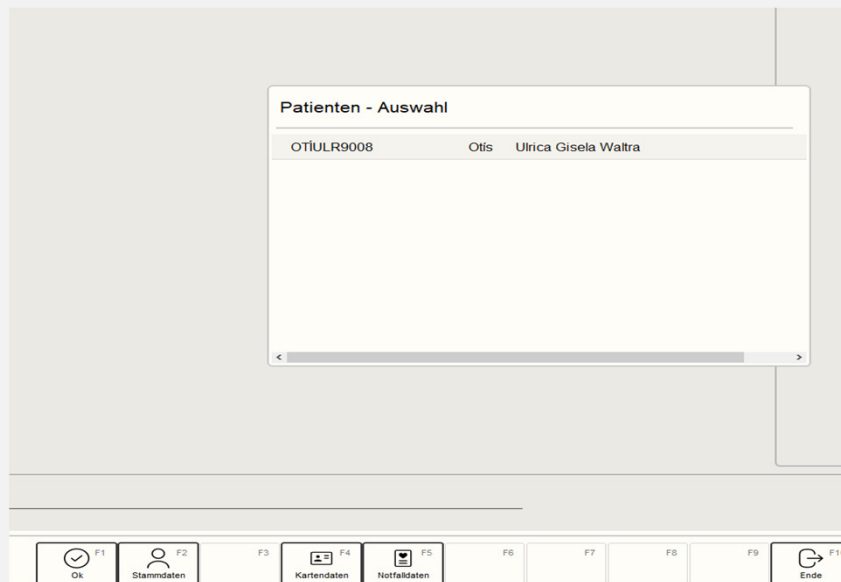 Patienten - Auswahl
OTÍULR9008 Otís Ulrica Gisela Waltra
F1 F2 F3 F4 F5 F6 F7 F8 F9 F10
Ok Stammdaten Kartendaten Notfalldaten Ende